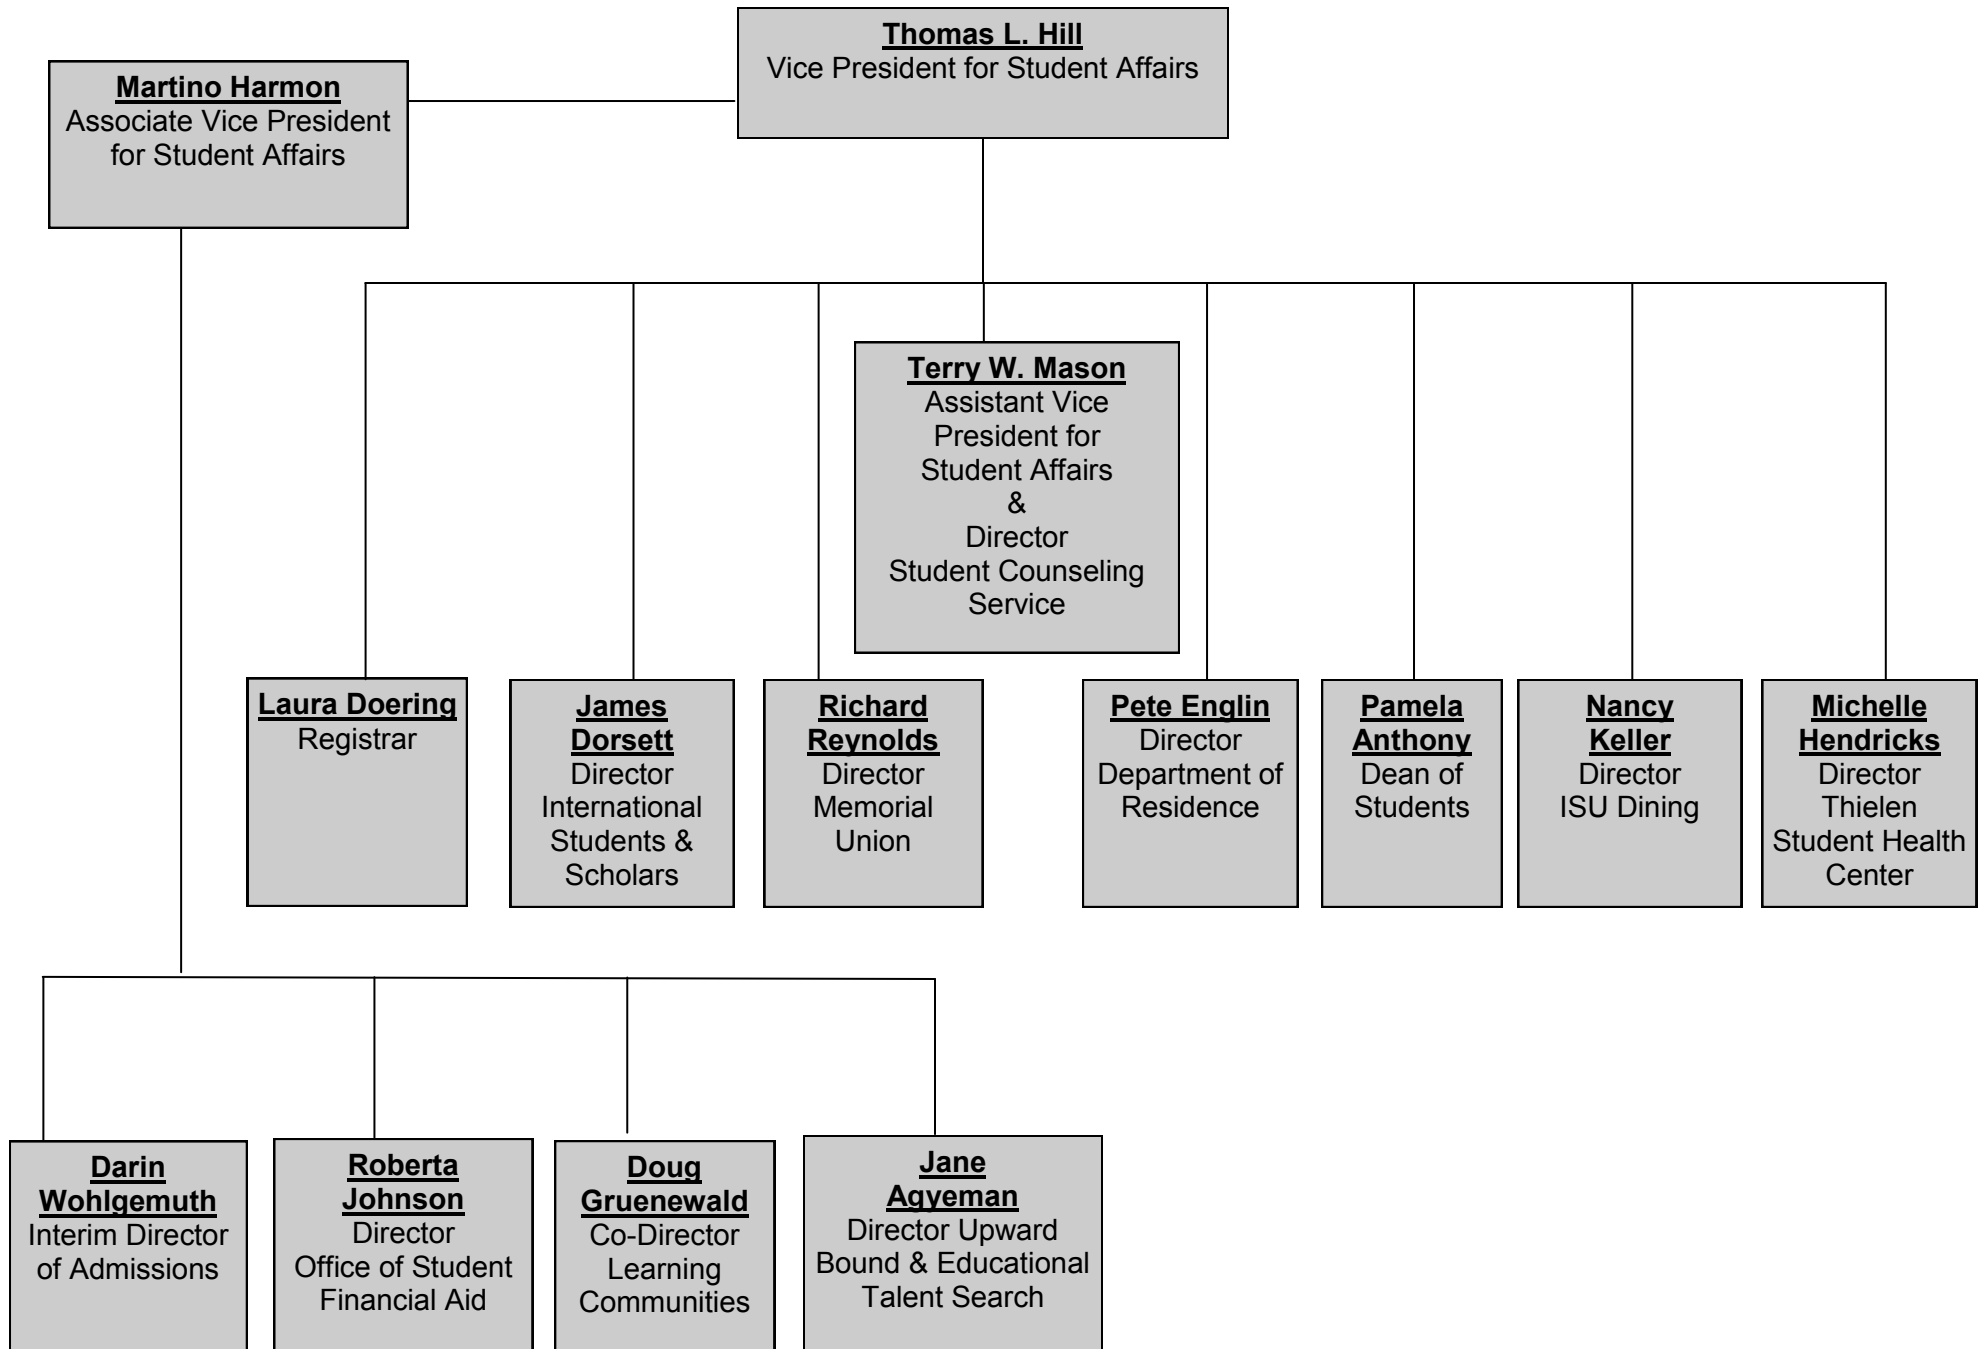 Thomas L. Hill
Vice President for Student Affairs
Martino Harmon
Associate Vice President
for Student Affairs
Terry W. Mason
Assistant Vice
President for
Student Affairs
&
Director
Student Counseling
Service
Laura Doering
Registrar
James
Dorsett
Director
International
Students &
Scholars
Richard
Reynolds
Director
Memorial
Union
Pete Englin
Director
Department of
Residence
Pamela
Anthony
Dean of
Students
Nancy
Keller
Director
ISU Dining
Michelle
Hendricks
Director
Thielen
Student Health
Center
Darin
Wohlgemuth
Interim Director
of Admissions
Roberta
Johnson
Director
Office of Student
Financial Aid
Doug
Gruenewald
Co-Director
Learning
Communities
Jane
Agyeman
Director Upward
Bound & Educational
Talent Search